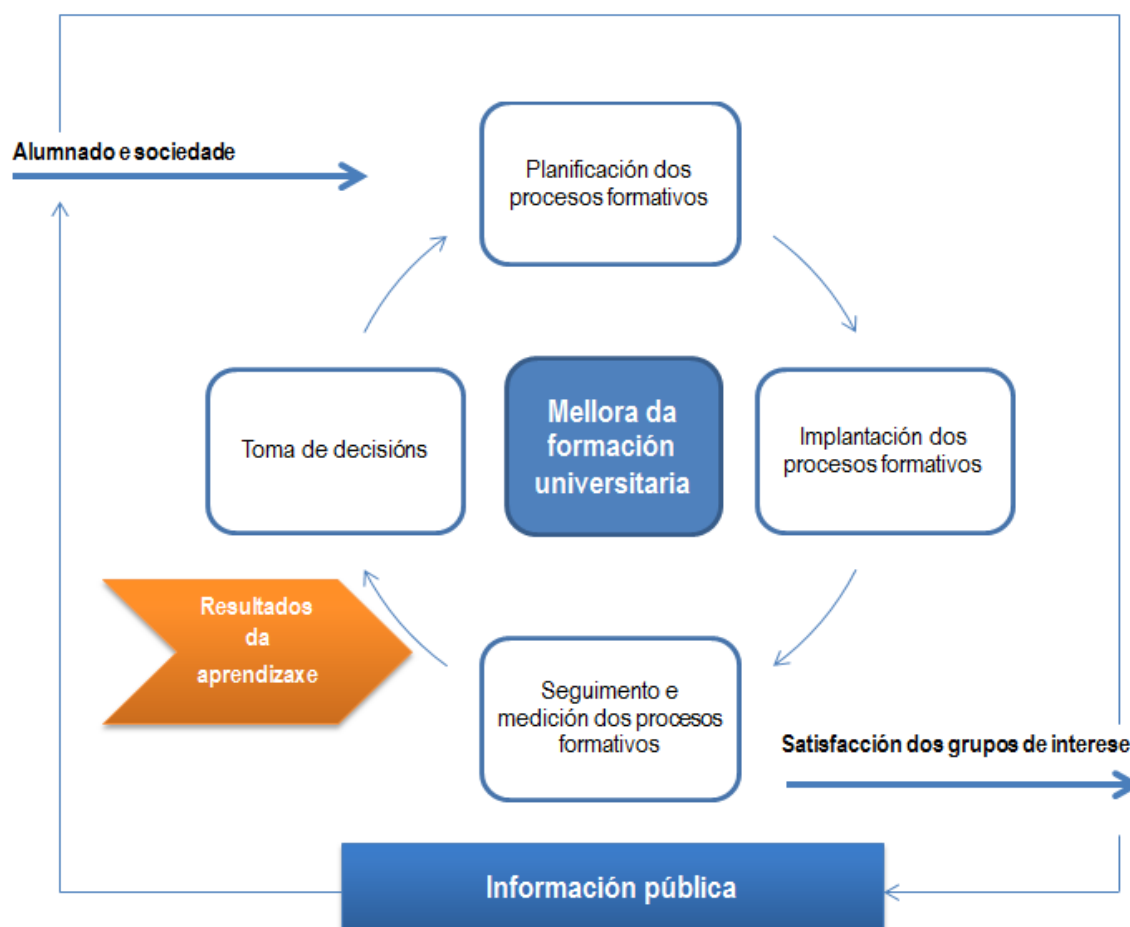 Alumnado e sociedade
Planificación dos
procesos formativos
Toma de decisións
Mellora da
formación
universitaria
Implantación dos
procesos formativos
Resultados
da
aprendizaxe
Seguimento e
medición dos procesos
formativos
Satisfacción dos grupos de interese
Información pública